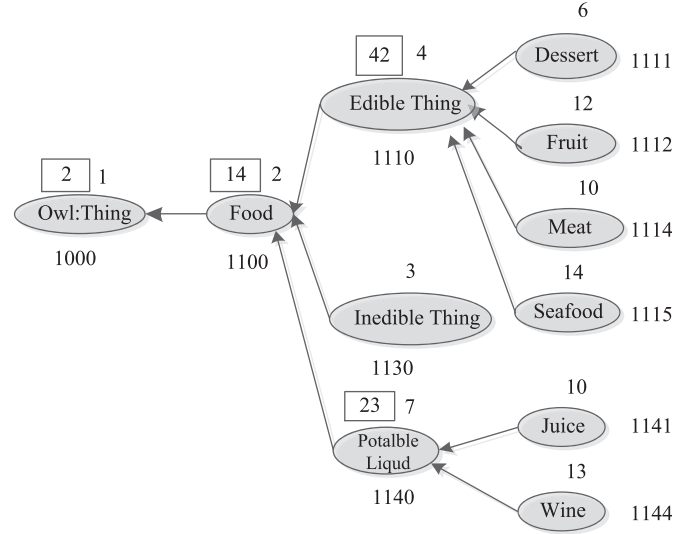 6
42 4
Dessert 1111
Edible Thing
12
1110
Fruit 1112
2 1
14 2
10
Owl:Thing
Food
Meat 1114
1000
1100
3
14
Inedible Thing
Seafood 1115
1130
23 7
10
Potalble
Liqud
Juice 1141
1140
13
Wine 1144